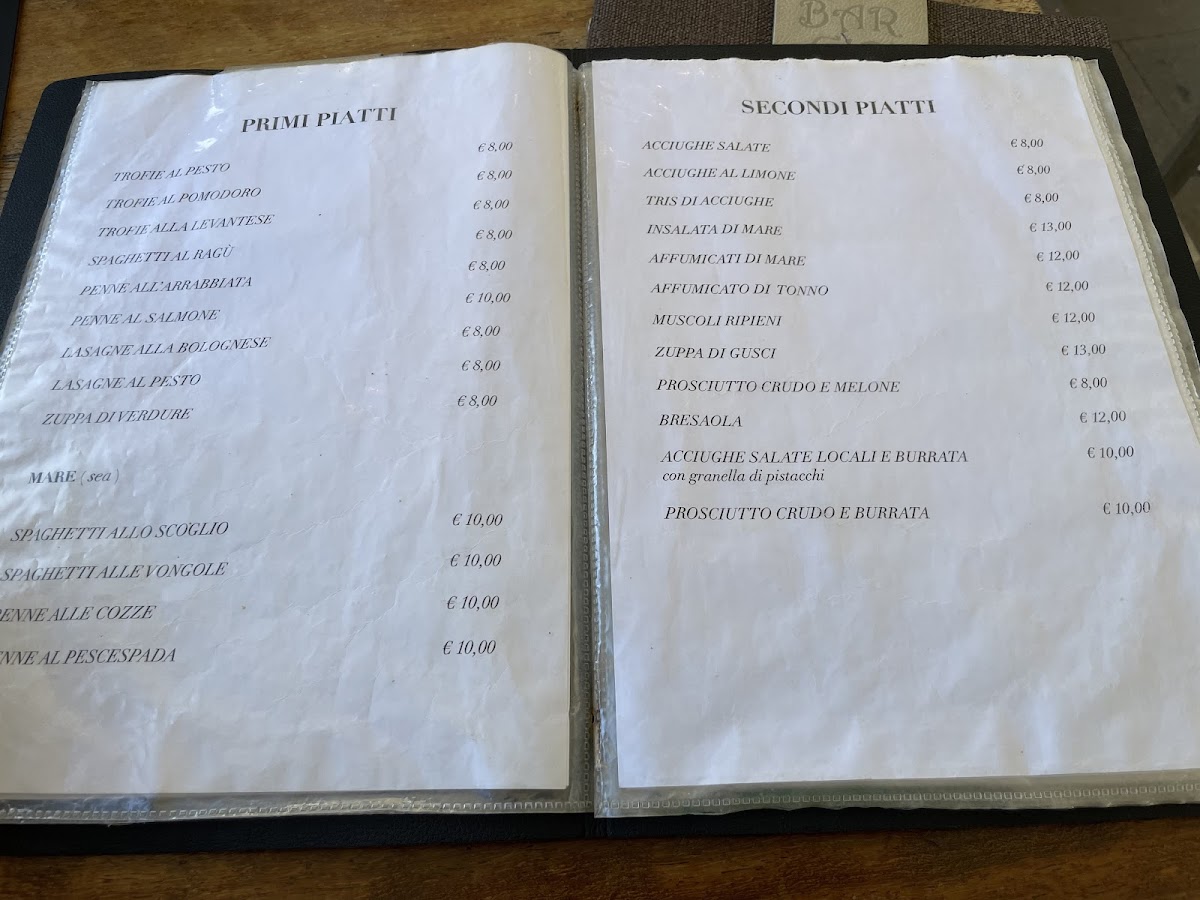 BAR
PRIMI PIATTI
TROFIE AL PESTO € 8,00
TROFIE AL POMODORO € 8,00
TROFIE ALLA LEVANTESE € 8,00
SPAGHETTI AL RAGÙ € 8,00
PENNE ALL'ARRABBIATA € 8,00
PENNE AL SALMONE € 10,00
LASAGNE ALLA BOLOGNESE € 8,00
LASAGNE AL PESTO € 8,00
ZUPPA DI VERDURE € 8,00
MARE ( sea )
SPAGHETTI ALLO SCOGLIO € 10,00
SPAGHETTI ALLE VONGOLE € 10,00
PENNE ALLE COZZE € 10,00
ENNE AL PESCESPADA € 10,00
SECONDI PIATTI
ACCIUGHE SALATE € 8,00
ACCIUGHE AL LIMONE € 8,00
TRIS DI ACCIUGHE € 8,00
INSALATA DI MARE € 13,00
AFFUMICATI DI MARE € 12,00
AFFUMICATO DI TONNO € 12,00
MUSCOLI RIPIENI € 12,00
ZUPPA DI GUSCI € 13,00
PROSCIUTTO CRUDO E MELONE € 8,00
BRESAOLA € 12,00
ACCIUGHE SALATE LOCALI E BURRATA € 10,00
con granella di pistacchi
PROSCIUTTO CRUDO E BURRATA € 10,00